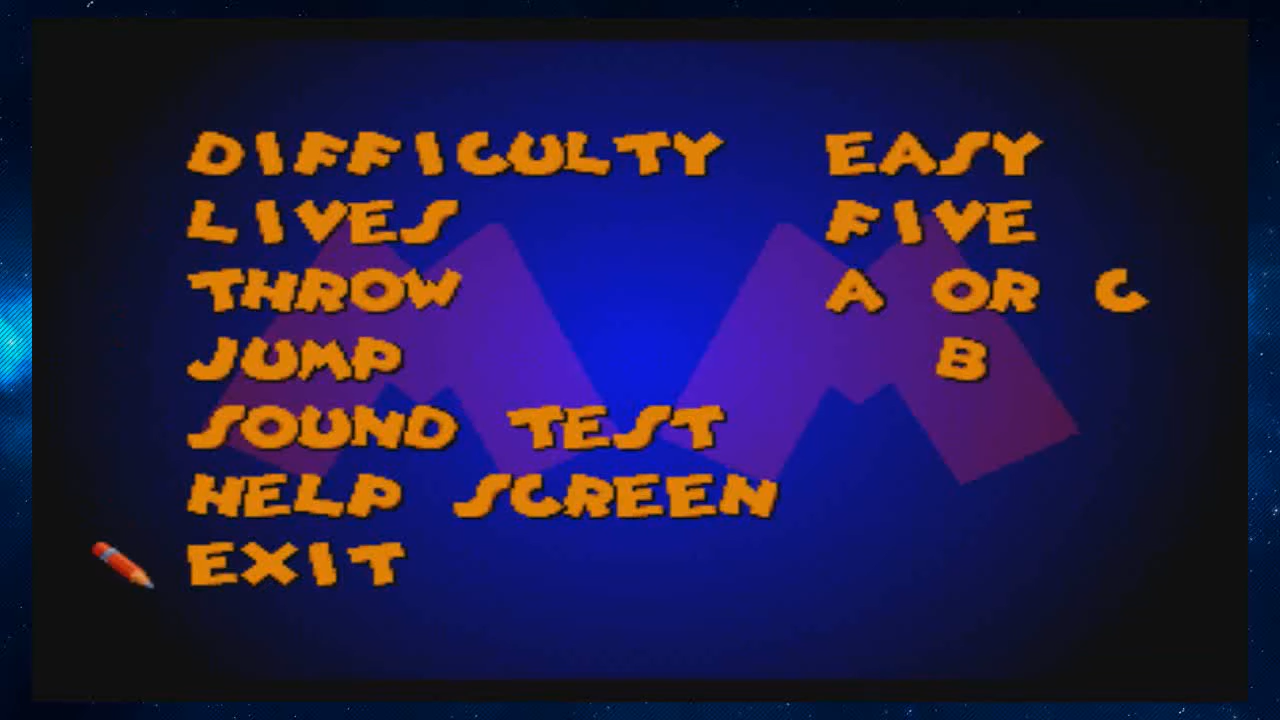 DIFFICULTY EASY
LIVES FIVE
THROW A OR C
JUMP B
SOUND TEST
HELP SCREEN
EXIT